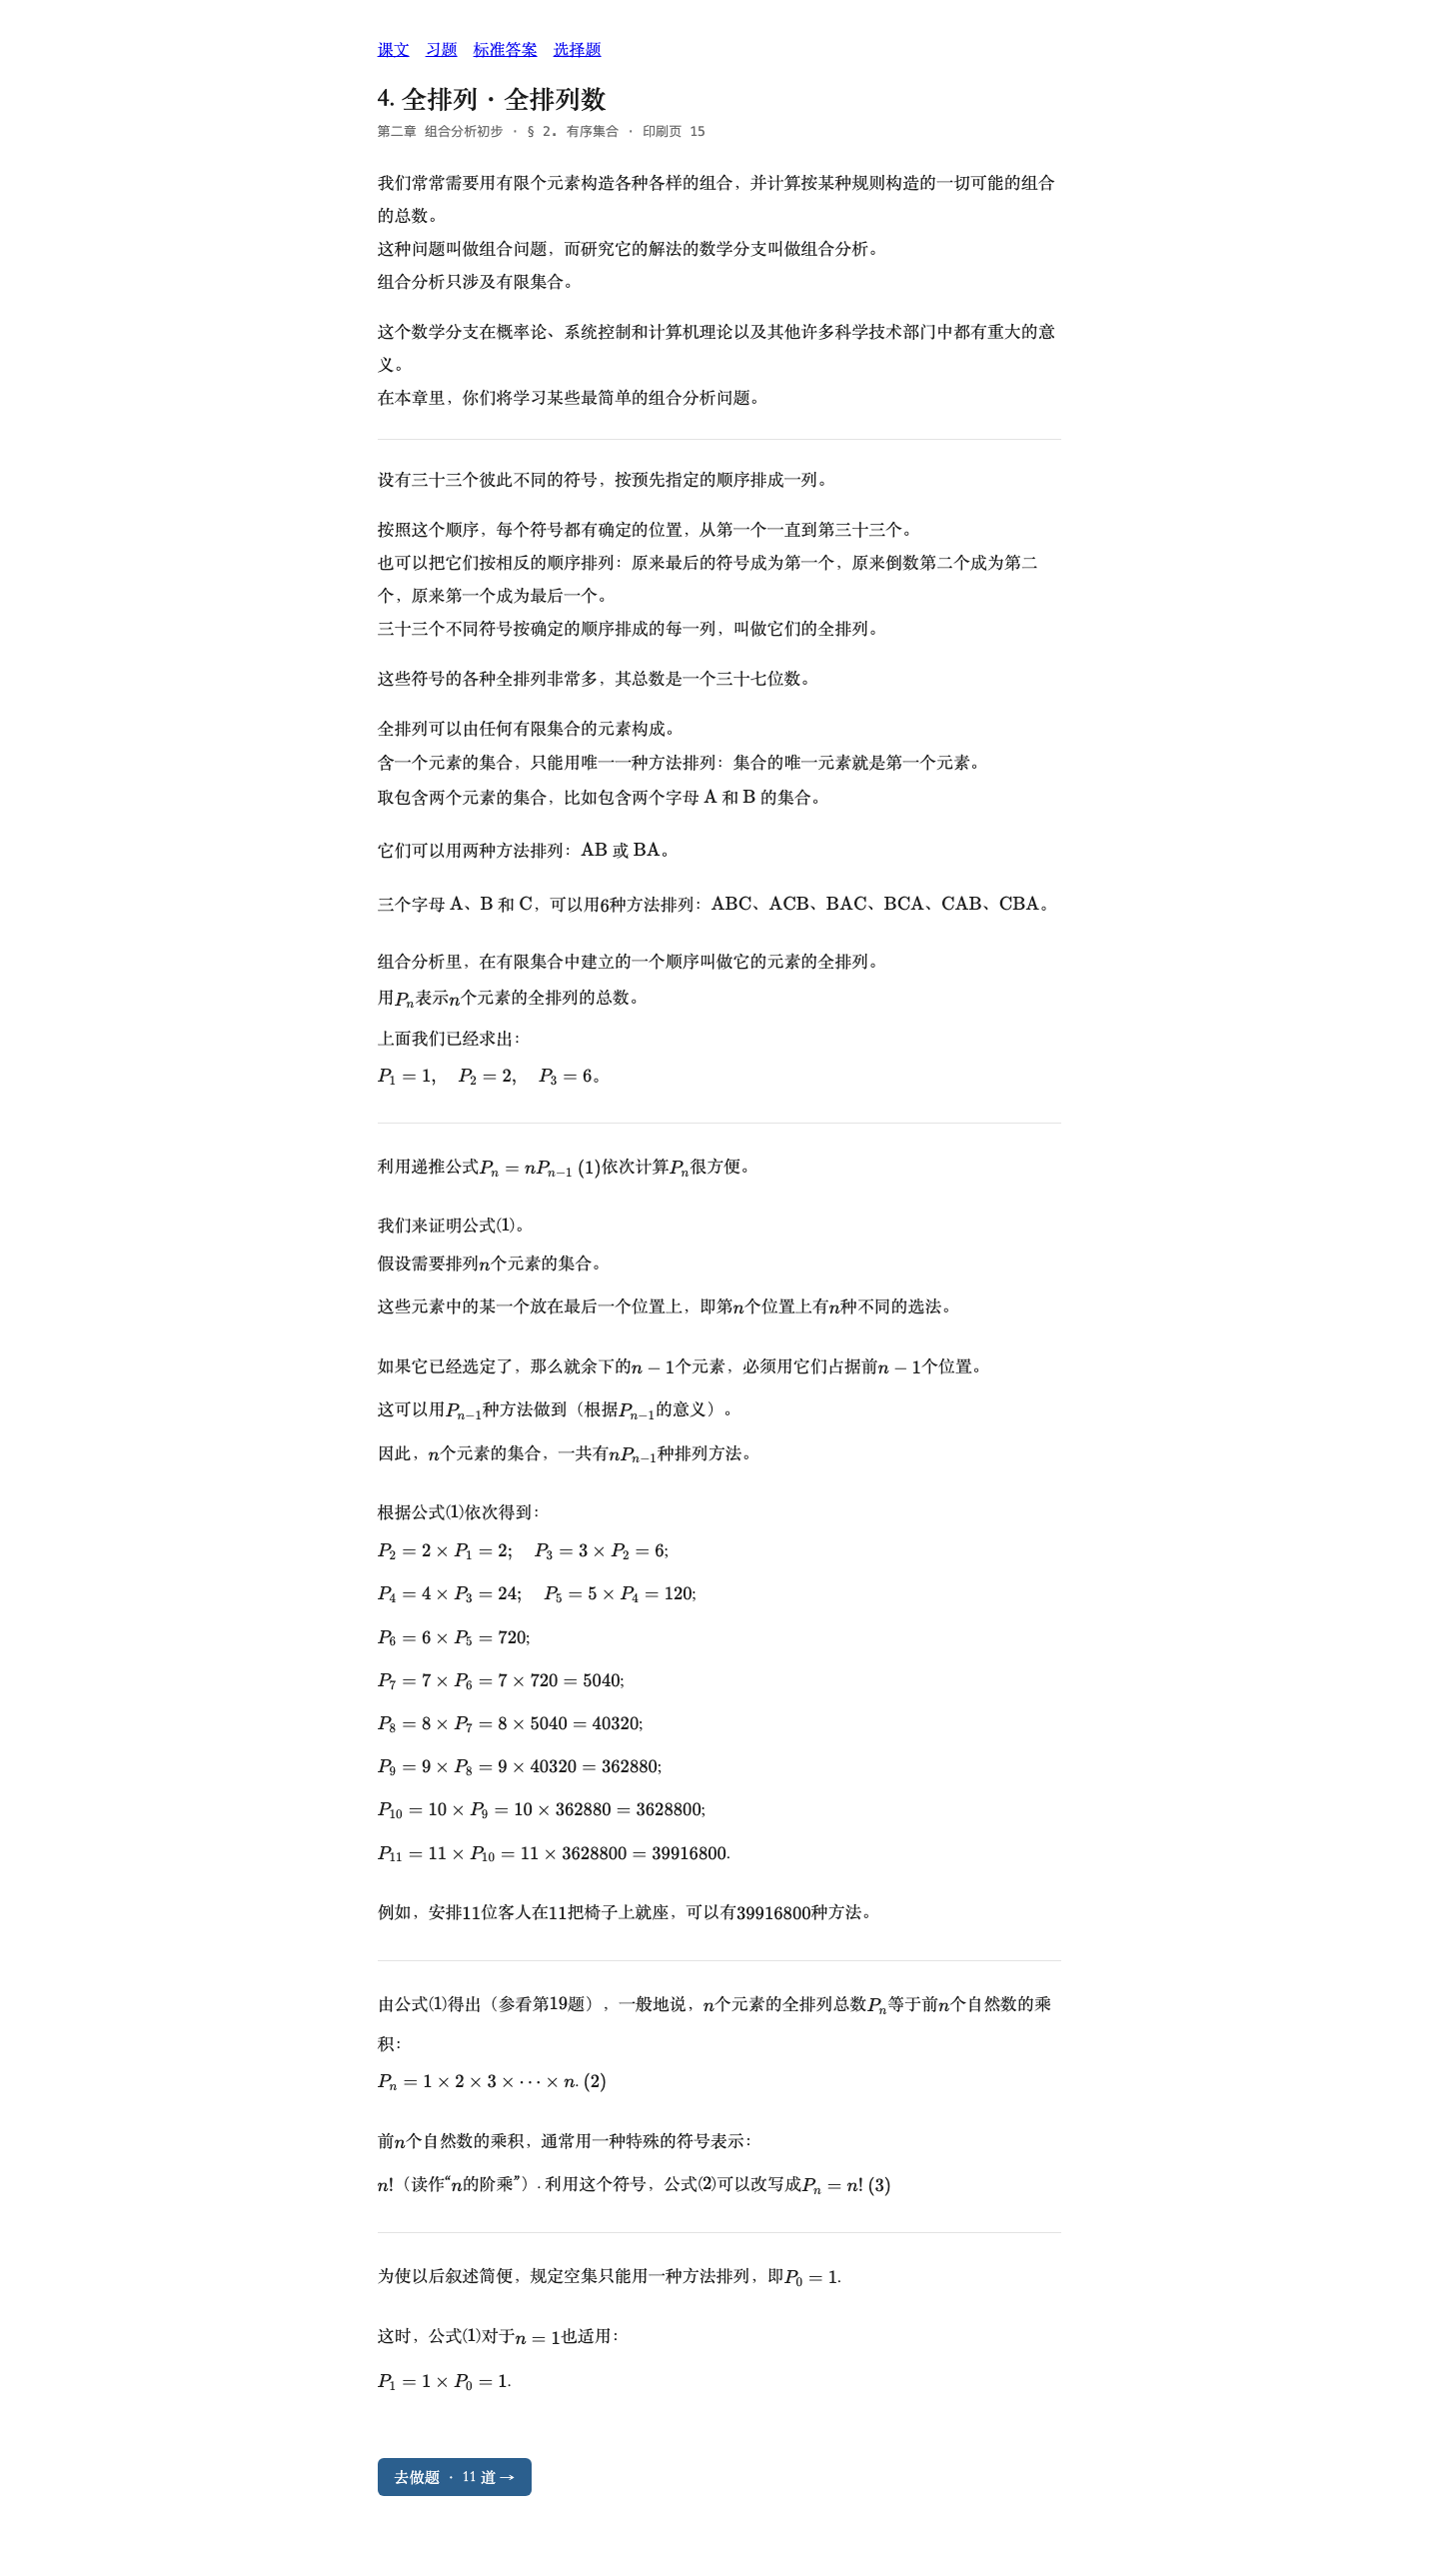 课文 习题 标准答案 选择题
4. 全排列 · 全排列数
第二章 组合分析初步 · § 2. 有序集合 · 印刷页 15
我们常常需要用有限个元素构造各种各样的组合，并计算按某种规则构造的一切可能的组合
的总数。
这种问题叫做组合问题，而研究它的解法的数学分支叫做组合分析。
组合分析只涉及有限集合。
这个数学分支在概率论、系统控制和计算机理论以及其他许多科学技术部门中都有重大的意
义。
在本章里，你们将学习某些最简单的组合分析问题。
设有三十三个彼此不同的符号，按预先指定的顺序排成一列。
按照这个顺序，每个符号都有确定的位置，从第一个一直到第三十三个。
也可以把它们按相反的顺序排列：原来最后的符号成为第一个，原来倒数第二个成为第二
个，原来第一个成为最后一个。
三十三个不同符号按确定的顺序排成的每一列，叫做它们的全排列。
这些符号的各种全排列非常多，其总数是一个三十七位数。
全排列可以由任何有限集合的元素构成。
含一个元素的集合，只能用唯一一种方法排列：集合的唯一元素就是第一个元素。
取包含两个元素的集合，比如包含两个字母 A 和 B 的集合。
它们可以用两种方法排列：AB 或 BA。
三个字母 A、B 和 C，可以用6种方法排列：ABC、ACB、BAC、BCA、CAB、CBA。
组合分析里，在有限集合中建立的一个顺序叫做它的元素的全排列。
用Pₙ表示n个元素的全排列的总数。
上面我们已经求出：
P₁ = 1, P₂ = 2, P₃ = 6。
利用递推公式Pₙ = nPₙ₋₁ (1)依次计算Pₙ很方便。
我们来证明公式(1)。
假设需要排列n个元素的集合。
这些元素中的某一个放在最后一个位置上，即第n个位置上有n种不同的选法。
如果它已经选定了，那么就余下的n − 1个元素，必须用它们占据前n − 1个位置。
这可以用Pₙ₋₁种方法做到（根据Pₙ₋₁的意义）。
因此，n个元素的集合，一共有nPₙ₋₁种排列方法。
根据公式(1)依次得到：
P₂ = 2 × P₁ = 2; P₃ = 3 × P₂ = 6;
P₄ = 4 × P₃ = 24; P₅ = 5 × P₄ = 120;
P₆ = 6 × P₅ = 720;
P₇ = 7 × P₆ = 7 × 720 = 5040;
P₈ = 8 × P₇ = 8 × 5040 = 40320;
P₉ = 9 × P₈ = 9 × 40320 = 362880;
P₁₀ = 10 × P₉ = 10 × 362880 = 3628800;
P₁₁ = 11 × P₁₀ = 11 × 3628800 = 39916800.
例如，安排11位客人在11把椅子上就座，可以有39916800种方法。
由公式(1)得出（参看第19题），一般地说，n个元素的全排列总数Pₙ等于前n个自然数的乘
积：
Pₙ = 1 × 2 × 3 × ⋯ × n. (2)
前n个自然数的乘积，通常用一种特殊的符号表示：
n!（读作“n的阶乘”）. 利用这个符号，公式(2)可以改写成Pₙ = n! (3)
为使以后叙述简便，规定空集只能用一种方法排列，即P₀ = 1.
这时，公式(1)对于n = 1也适用：
P₁ = 1 × P₀ = 1.
去做题 · 11 道 →